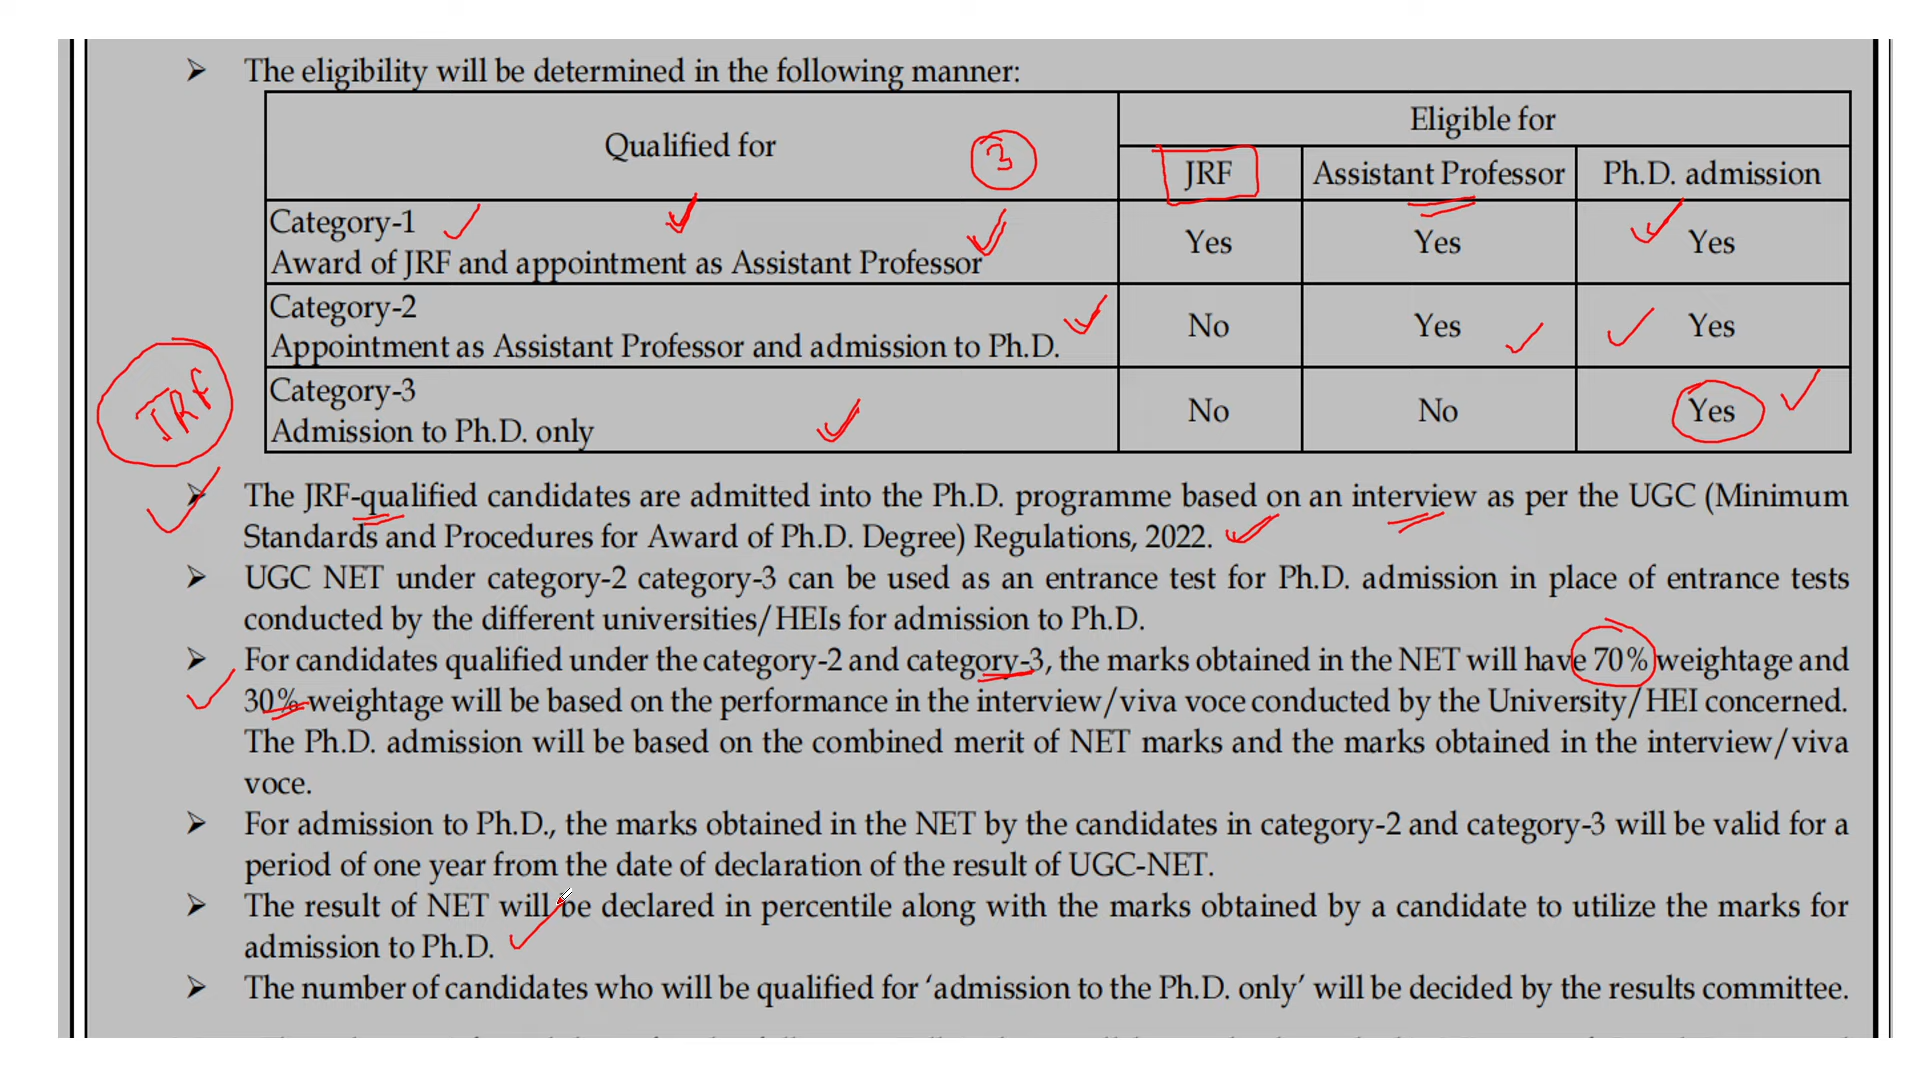 ➢ The eligibility will be determined in the following manner:
Qualified for
3
Eligible for
JRF
Assistant Professor
Ph.D. admission
Category-1
Award of JRF and appointment as Assistant Professor
Yes
Yes
Yes
Category-2
Appointment as Assistant Professor and admission to Ph.D.
No
Yes
Yes
Category-3
Admission to Ph.D. only
No
No
Yes
JRF
➢ The JRF-qualified candidates are admitted into the Ph.D. programme based on an interview as per the UGC (Minimum
Standards and Procedures for Award of Ph.D. Degree) Regulations, 2022.
➢ UGC NET under category-2 category-3 can be used as an entrance test for Ph.D. admission in place of entrance tests
conducted by the different universities/HEIs for admission to Ph.D.
➢ For candidates qualified under the category-2 and category-3, the marks obtained in the NET will have 70% weightage and
30% weightage will be based on the performance in the interview/viva voce conducted by the University/HEI concerned.
The Ph.D. admission will be based on the combined merit of NET marks and the marks obtained in the interview/viva
voce.
➢ For admission to Ph.D., the marks obtained in the NET by the candidates in category-2 and category-3 will be valid for a
period of one year from the date of declaration of the result of UGC-NET.
➢ The result of NET will be declared in percentile along with the marks obtained by a candidate to utilize the marks for
admission to Ph.D.
➢ The number of candidates who will be qualified for ‘admission to the Ph.D. only’ will be decided by the results committee.